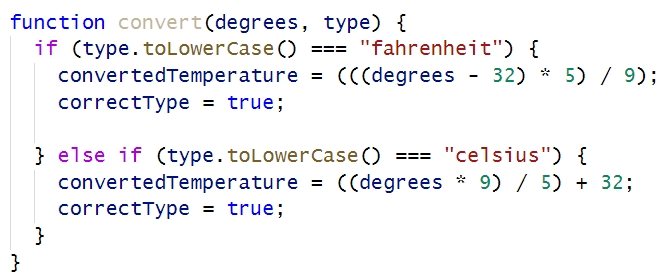 function convert(degrees, type) {
  if (type.toLowerCase() === "fahrenheit") {
    convertedTemperature = (((degrees - 32) * 5) / 9);
    correctType = true;

  } else if (type.toLowerCase() === "celsius") {
    convertedTemperature = ((degrees * 9) / 5) + 32;
    correctType = true;
  }
}